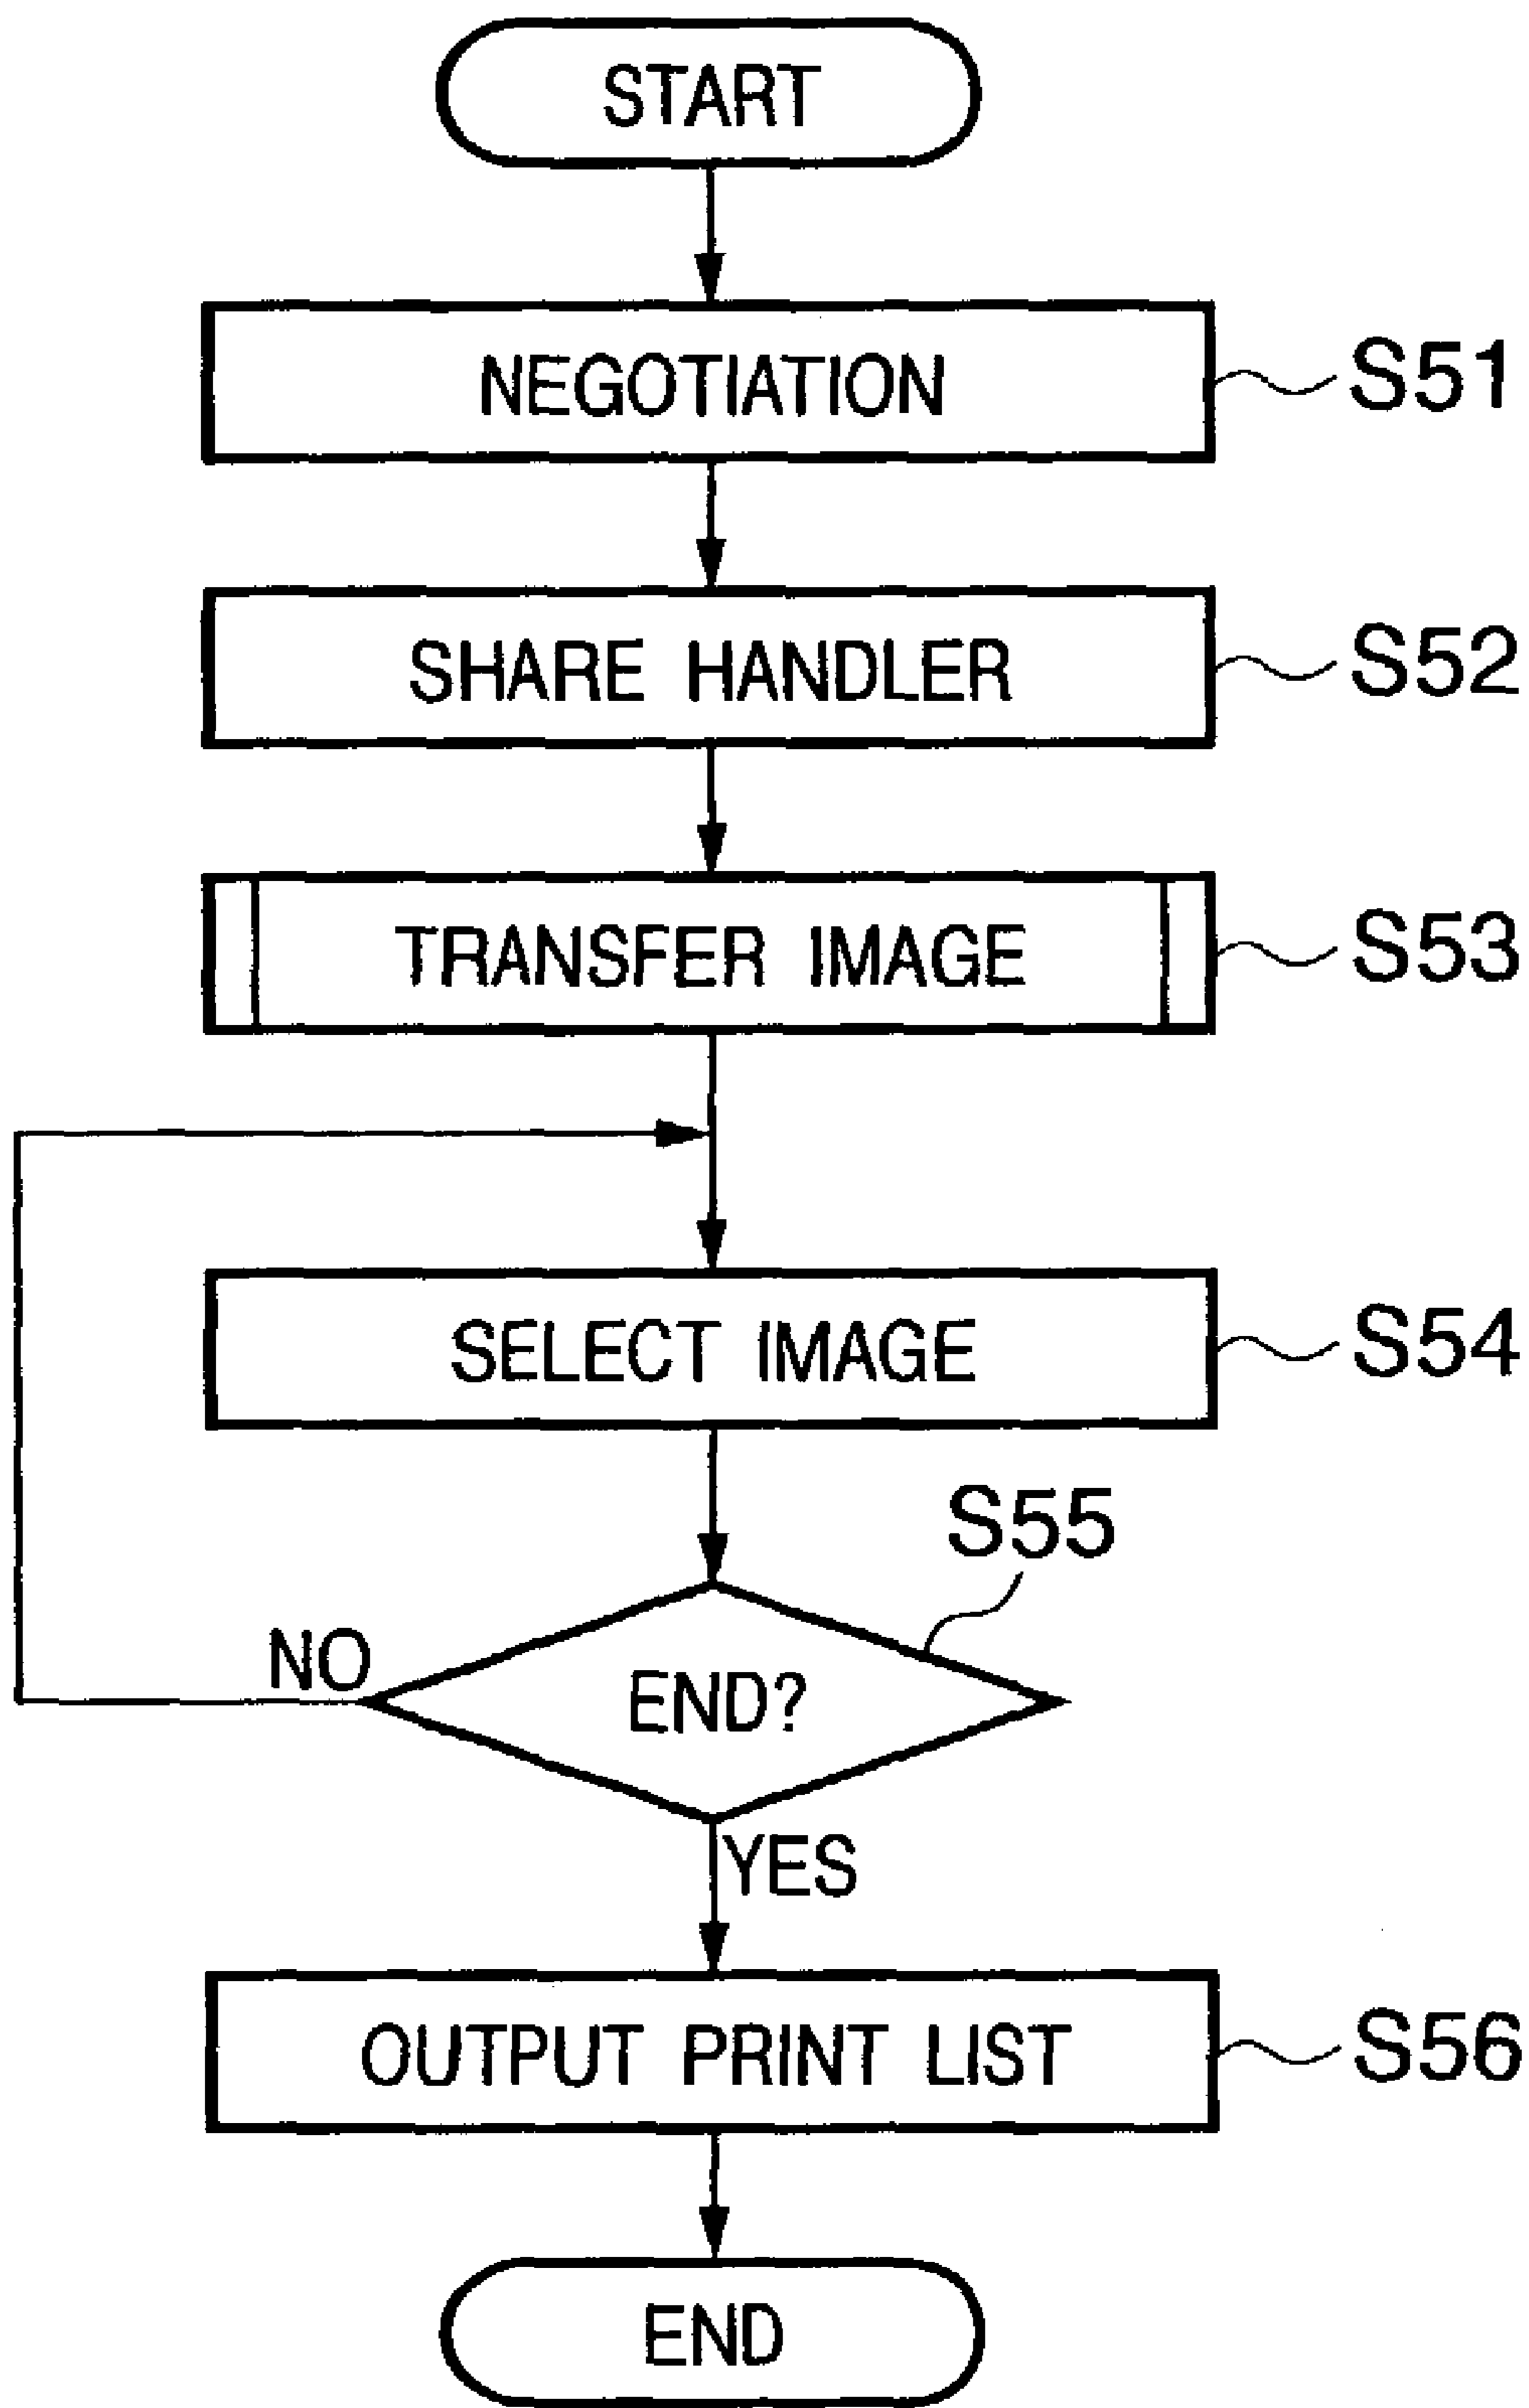 START
NEGOTIATION
S51
SHARE HANDLER
S52
TRANSFER IMAGE
S53
SELECT IMAGE
S54
S55
NO
END?
YES
OUTPUT PRINT LIST
S56
END